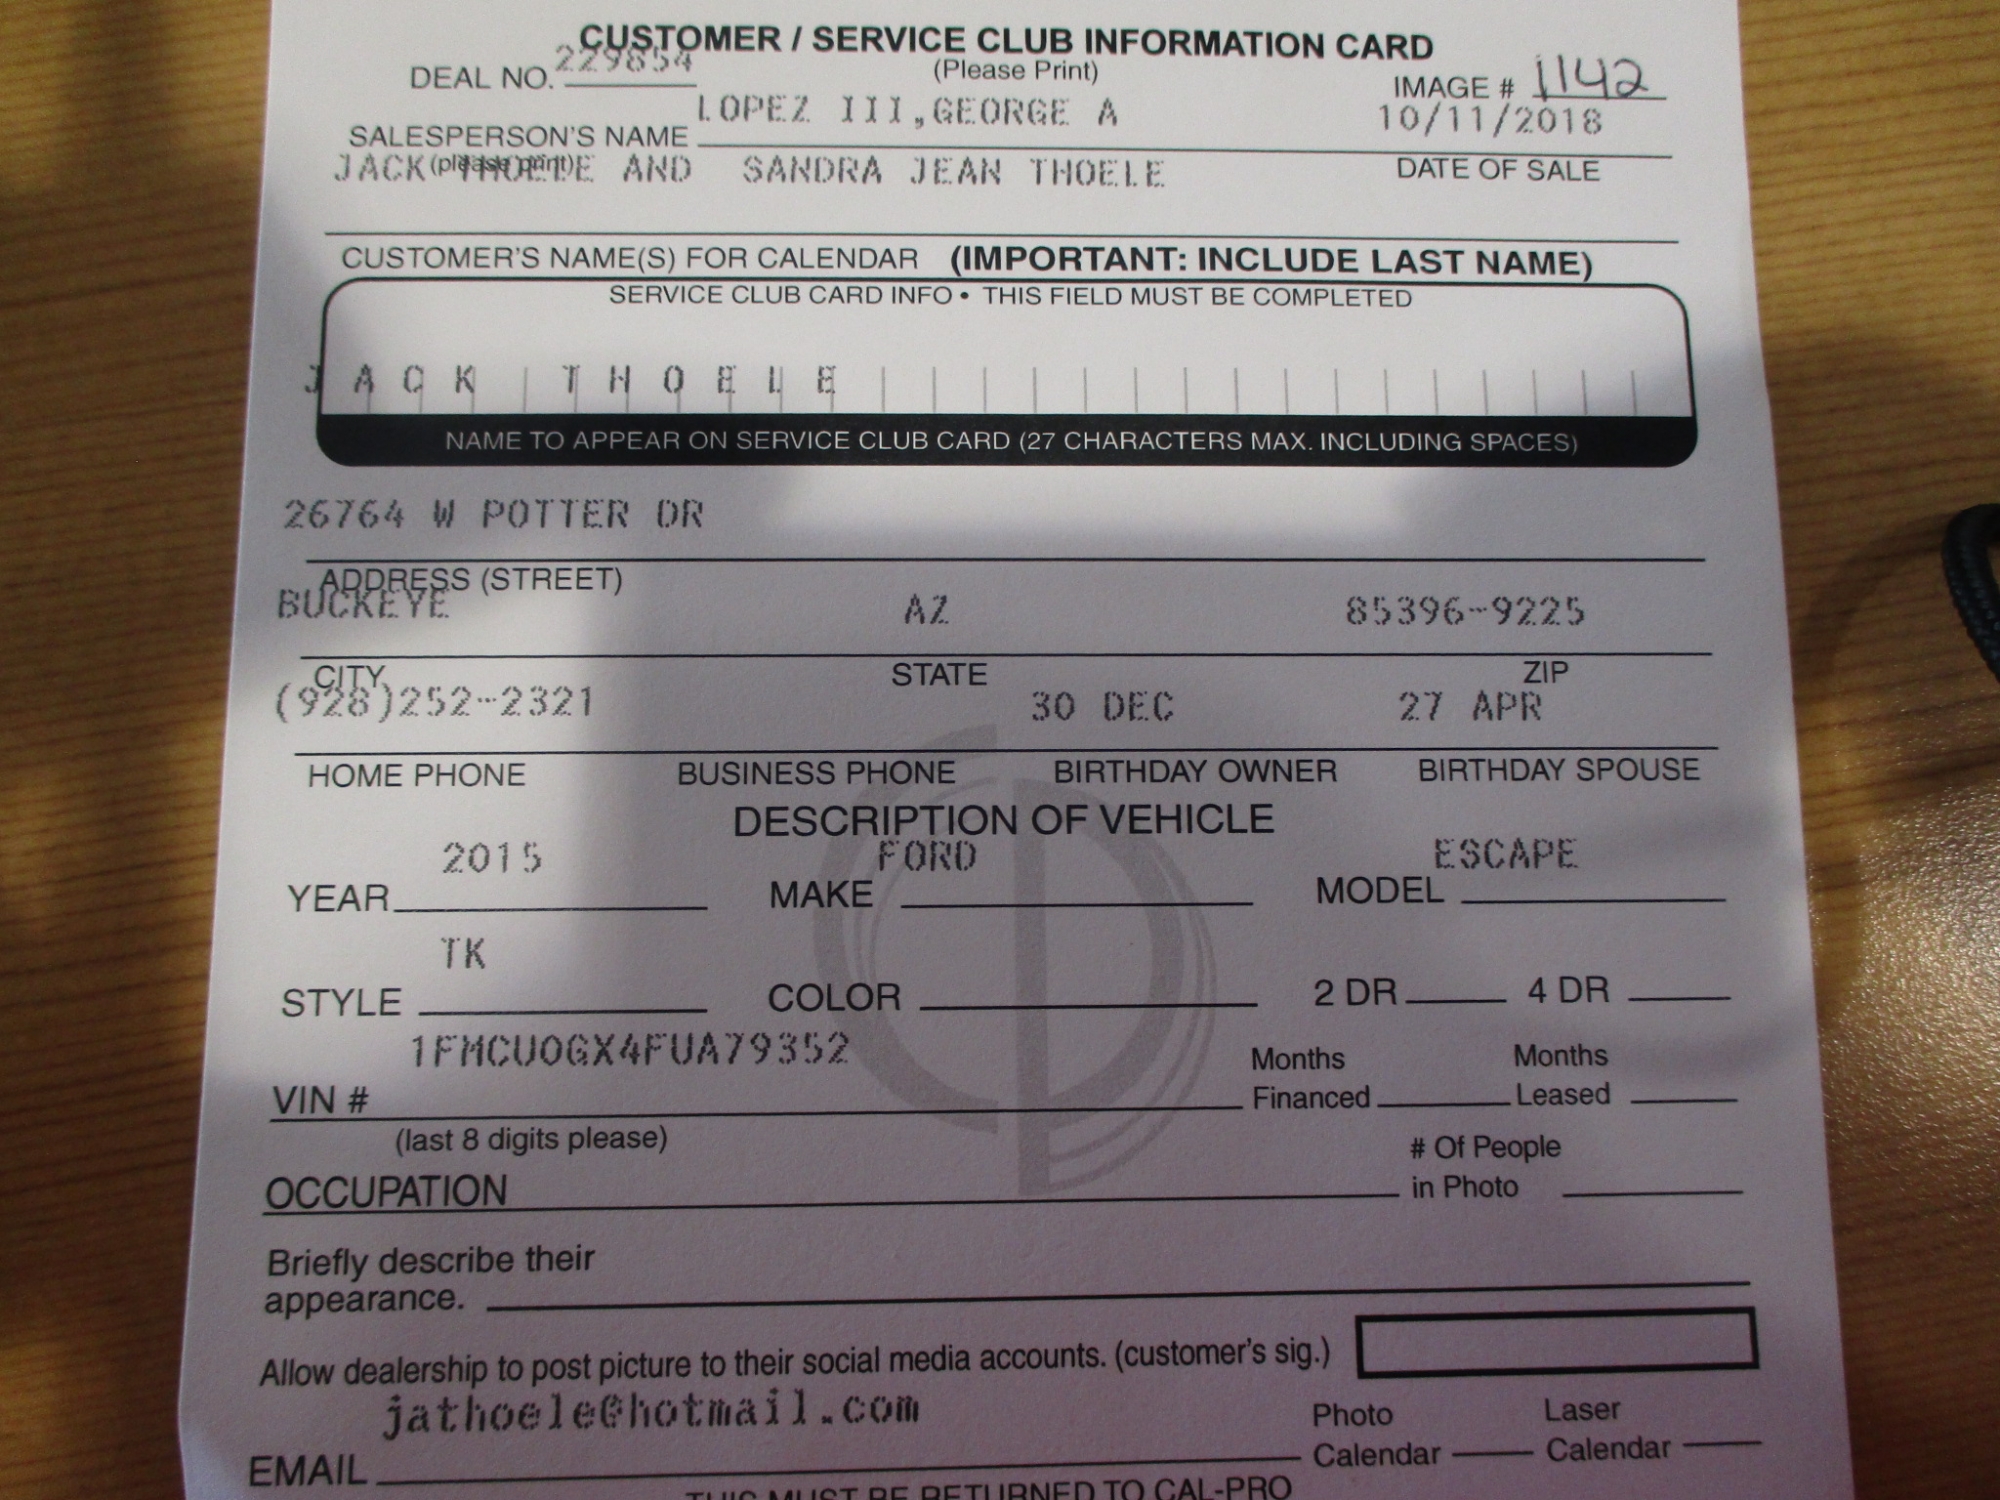 CUSTOMER / SERVICE CLUB INFORMATION CARD
(Please Print)
DEAL NO. 229854
IMAGE # 1142
LOPEZ III,GEORGE A
10/11/2018
SALESPERSON'S NAME
(please print)
DATE OF SALE
JACK THOELE AND SANDRA JEAN THOELE
CUSTOMER'S NAME(S) FOR CALENDAR (IMPORTANT: INCLUDE LAST NAME)
SERVICE CLUB CARD INFO • THIS FIELD MUST BE COMPLETED
JACK THOELE
NAME TO APPEAR ON SERVICE CLUB CARD (27 CHARACTERS MAX. INCLUDING SPACES)
26764 W POTTER DR
ADDRESS (STREET)
BUCKEYE AZ 85396-9225
CITY STATE ZIP
(928)252-2321 30 DEC 27 APR
HOME PHONE BUSINESS PHONE BIRTHDAY OWNER BIRTHDAY SPOUSE
DESCRIPTION OF VEHICLE
2015 FORD ESCAPE
YEAR MAKE MODEL
TK
STYLE COLOR 2 DR 4 DR
1FMCU0GX4FUA79352
VIN # Months Financed Months Leased
(last 8 digits please)
OCCUPATION # Of People in Photo
Briefly describe their
appearance.
Allow dealership to post picture to their social media accounts. (customer's sig.)
jathoele@hotmail.com
EMAIL Photo Calendar Laser Calendar
THIS MUST BE RETURNED TO CAL-PRO